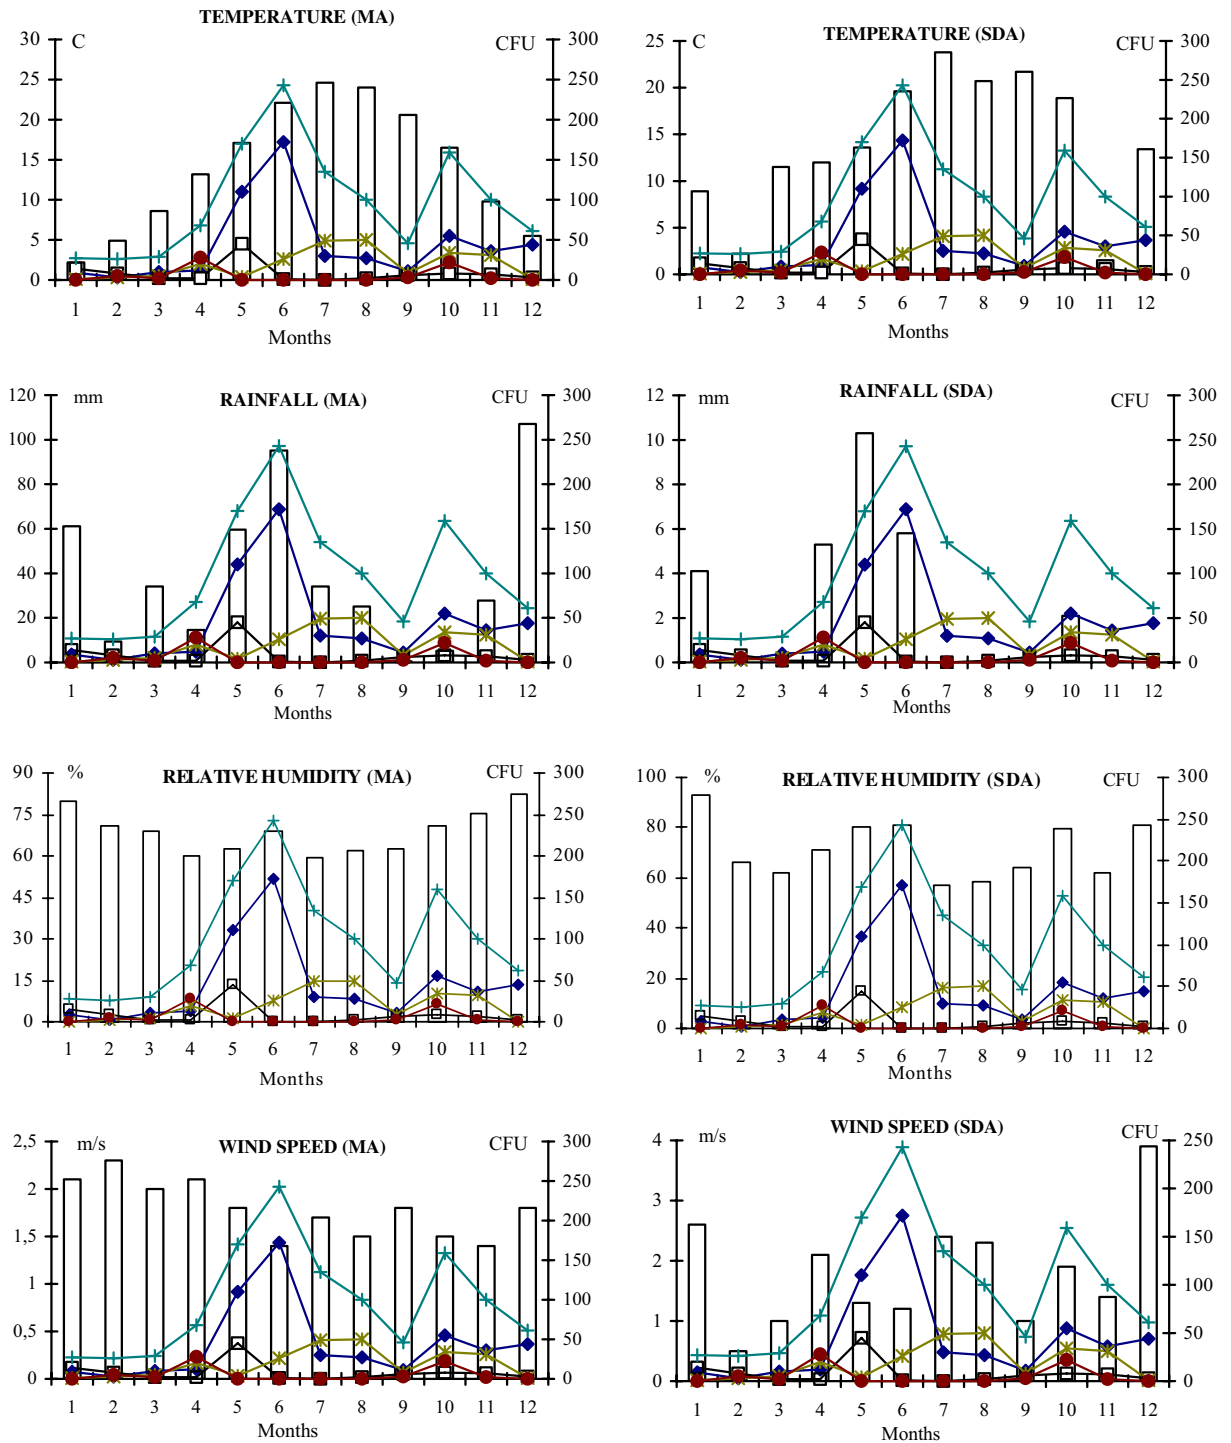 TEMPERATURE (MA)
C
CFU
30
25
20
15
10
5
0
300
250
200
150
100
50
0
1 2 3 4 5 6 7 8 9 10 11 12
Months
TEMPERATURE (SDA)
C
CFU
25
20
15
10
5
0
300
250
200
150
100
50
0
1 2 3 4 5 6 7 8 9 10 11 12
Months
RAINFALL (MA)
mm
CFU
120
100
80
60
40
20
0
300
250
200
150
100
50
0
1 2 3 4 5 6 7 8 9 10 11 12
Months
RAINFALL (SDA)
mm
CFU
12
10
8
6
4
2
0
300
250
200
150
100
50
0
1 2 3 4 5 6 7 8 9 10 11 12
Months
RELATIVE HUMIDITY (MA)
%
CFU
90
75
60
45
30
15
0
300
250
200
150
100
50
0
1 2 3 4 5 6 7 8 9 10 11 12
Months
RELATIVE HUMIDITY (SDA)
%
CFU
100
80
60
40
20
0
300
250
200
150
100
50
0
1 2 3 4 5 6 7 8 9 10 11 12
Months
WIND SPEED (MA)
m/s
CFU
2,5
2
1,5
1
0,5
0
300
250
200
150
100
50
0
1 2 3 4 5 6 7 8 9 10 11 12
Months
WIND SPEED (SDA)
m/s
CFU
4
3
2
1
0
250
200
150
100
50
0
1 2 3 4 5 6 7 8 9 10 11 12
Months